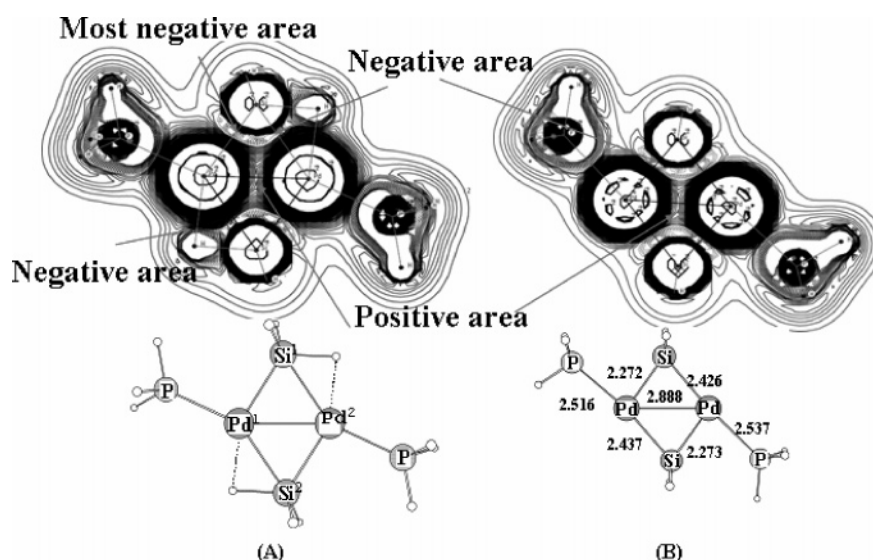 Most negative area
Negative area
Negative area
Positive area
Si¹
P
Pd¹
Pd²
P
Si²
(A)
Si
P
2.272
2.426
2.516
2.888
Pd
Pd
2.437
2.273
2.537
Si
P
(B)